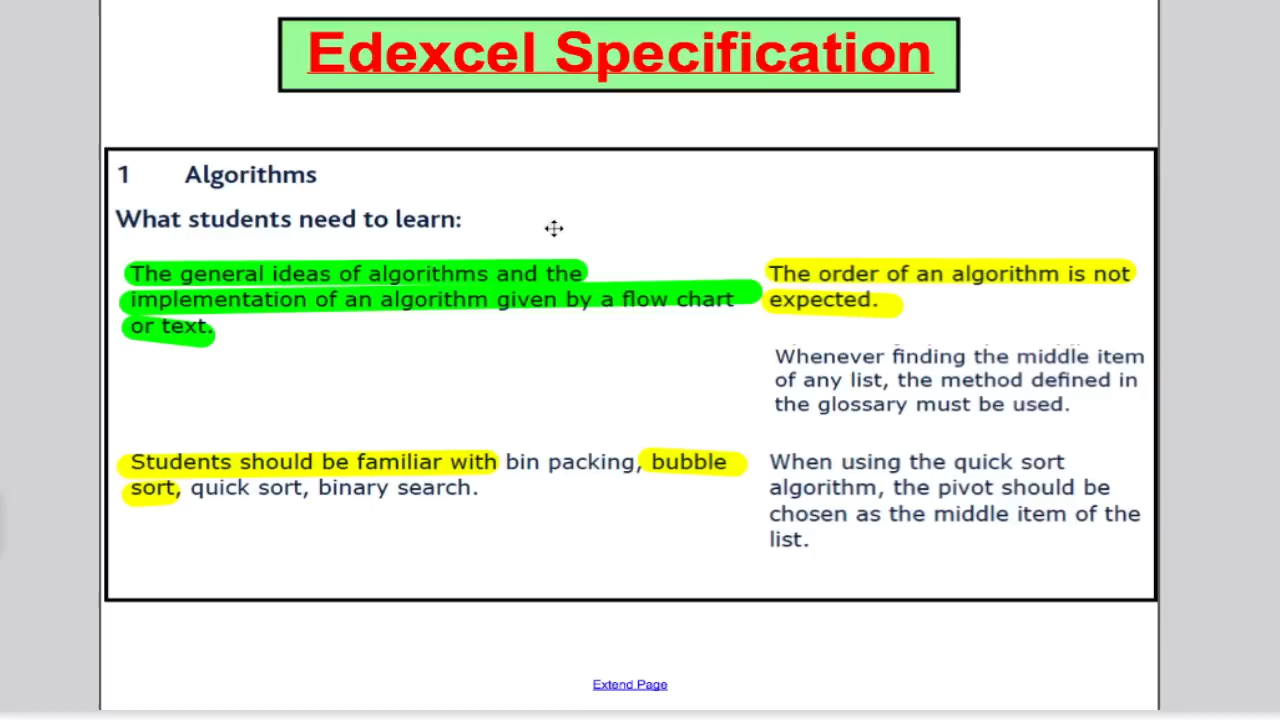 Edexcel Specification
1 Algorithms
What students need to learn:
The general ideas of algorithms and the
implementation of an algorithm given by a flow chart
or text.
The order of an algorithm is not
expected.
Whenever finding the middle item
of any list, the method defined in
the glossary must be used.
Students should be familiar with bin packing, bubble
sort, quick sort, binary search.
When using the quick sort
algorithm, the pivot should be
chosen as the middle item of the
list.
Extend Page